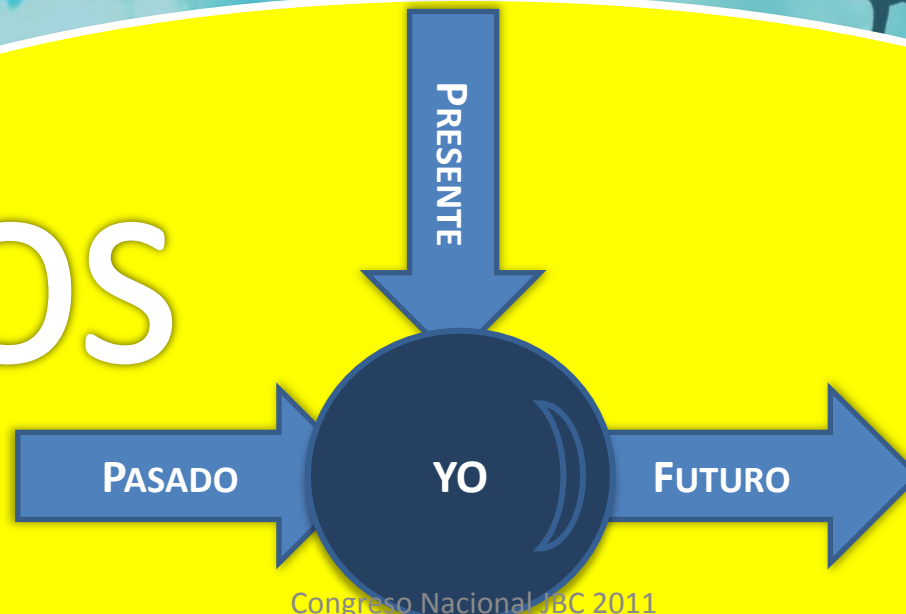 PRESENTE
OS
PASADO
YO
FUTURO
Congreso Nacional JBC 2011